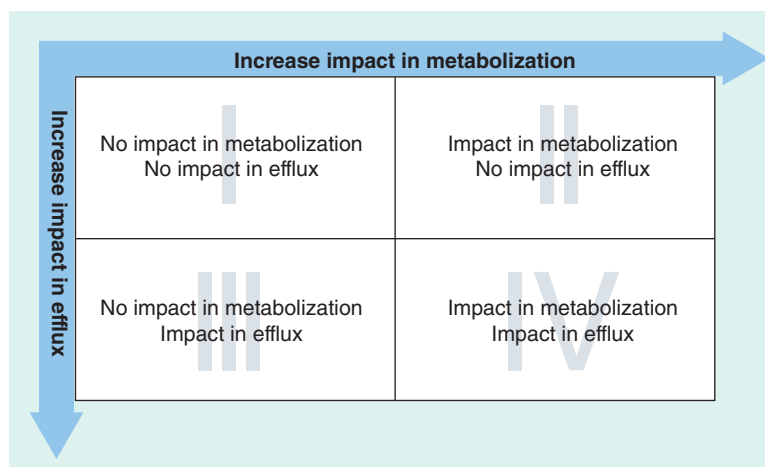 Increase impact in metabolization
Increase impact in efflux
I
No impact in metabolization
No impact in efflux
II
Impact in metabolization
No impact in efflux
III
No impact in metabolization
Impact in efflux
IV
Impact in metabolization
Impact in efflux